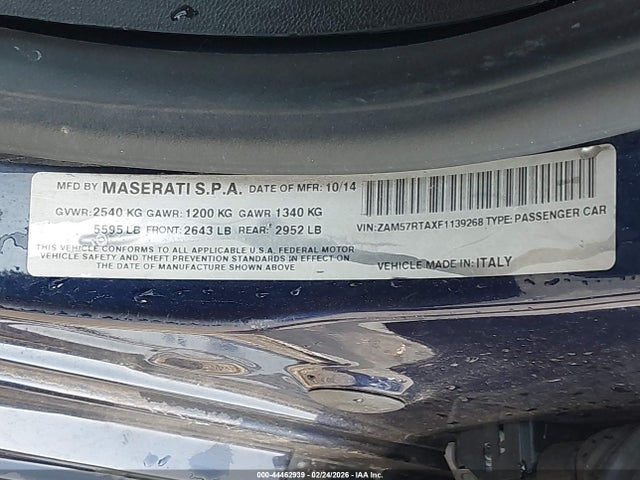 MFD BY MASERATI S.P.A. DATE OF MFR: 10/14
GVWR: 2540 KG GAWR: 1200 KG GAWR 1340 KG
5595 LB FRONT: 2643 LB REAR: 2952 LB
THIS VEHICLE CONFORMS TO ALL APPLICABLE U.S.A. FEDERAL MOTOR
VEHICLE SAFETY AND THEFT PREVENTION STANDARDS IN EFFECT ON
THE DATE OF MANUFACTURE SHOWN ABOVE.
VIN: ZAM57RTAXF1139268 TYPE: PASSENGER CAR
VEHICLE MADE IN: ITALY
000-44462939 - 02/24/2026 - IAA Inc.